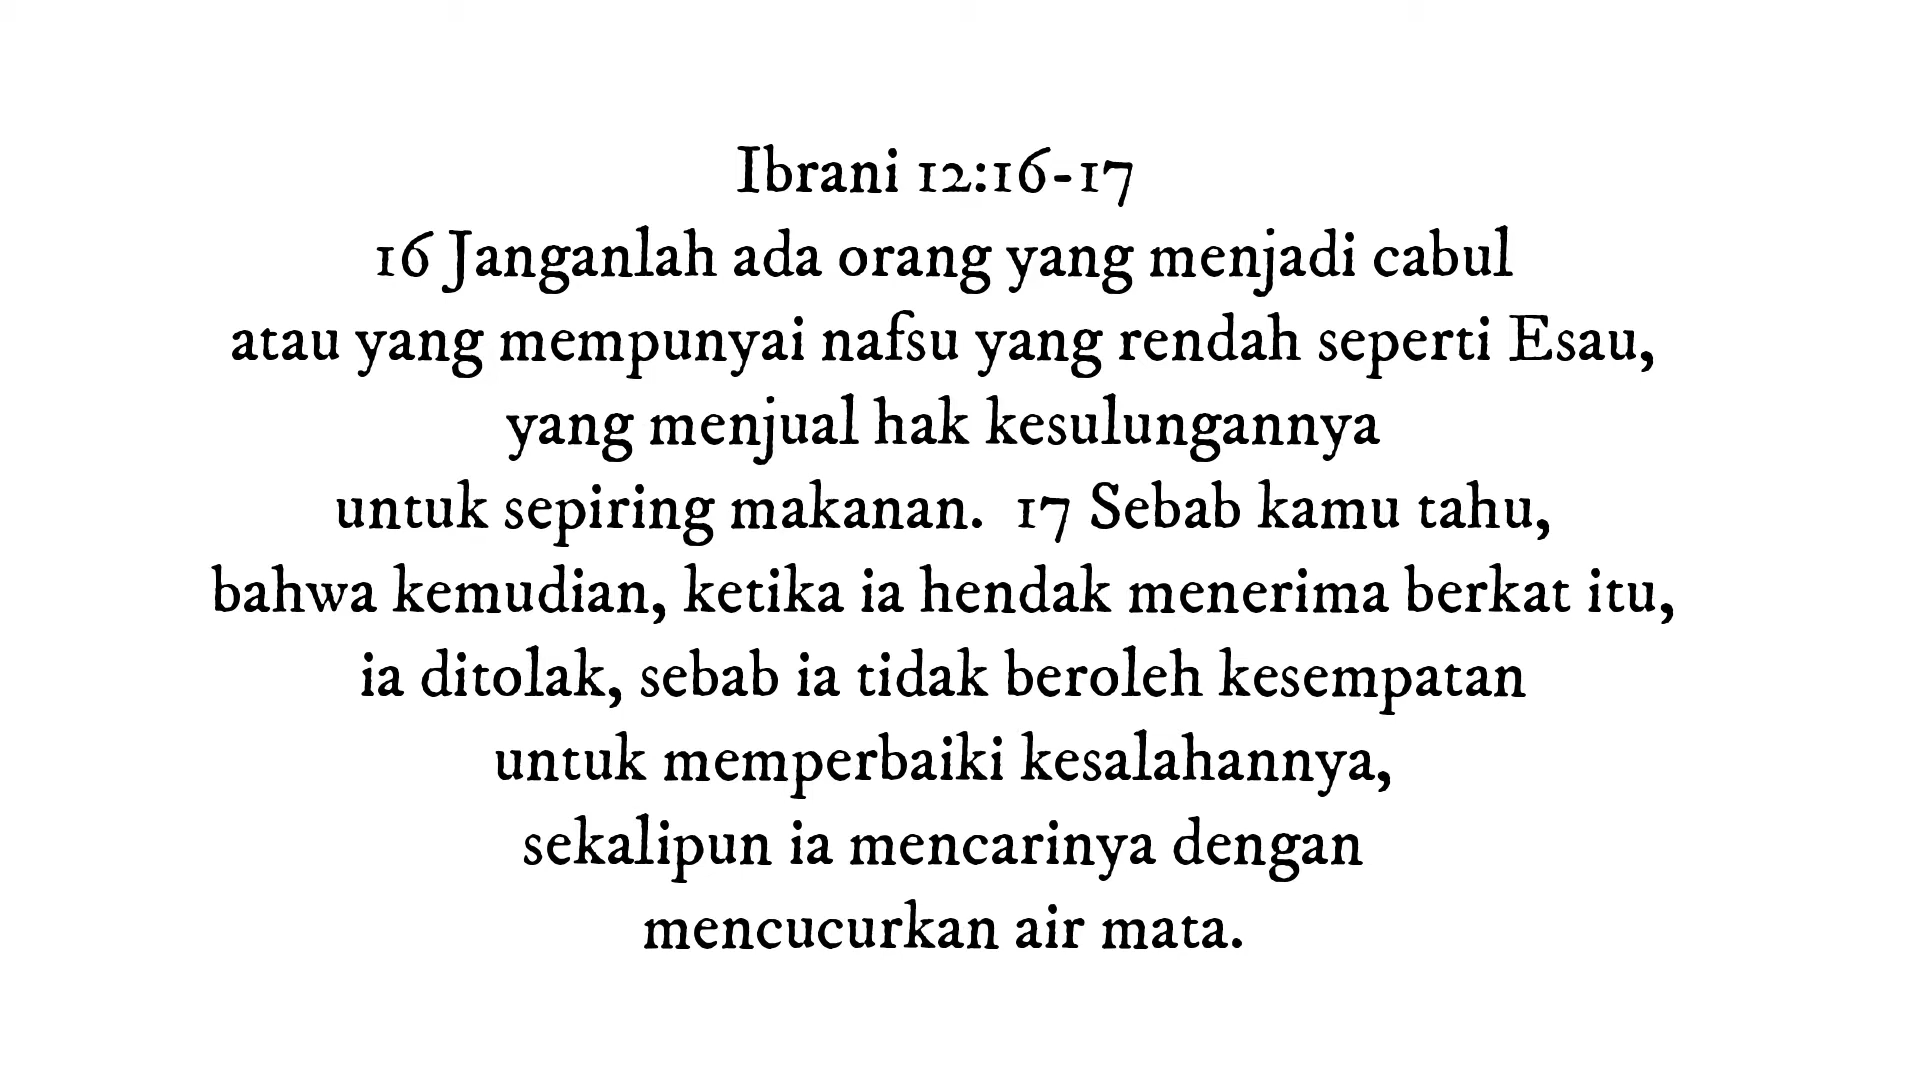 Ibrani 12:16-17
16 Janganlah ada orang yang menjadi cabul
atau yang mempunyai nafsu yang rendah seperti Esau,
yang menjual hak kesulungannya
untuk sepiring makanan.  17 Sebab kamu tahu,
bahwa kemudian, ketika ia hendak menerima berkat itu,
ia ditolak, sebab ia tidak beroleh kesempatan
untuk memperbaiki kesalahannya,
sekalipun ia mencarinya dengan
mencucurkan air mata.